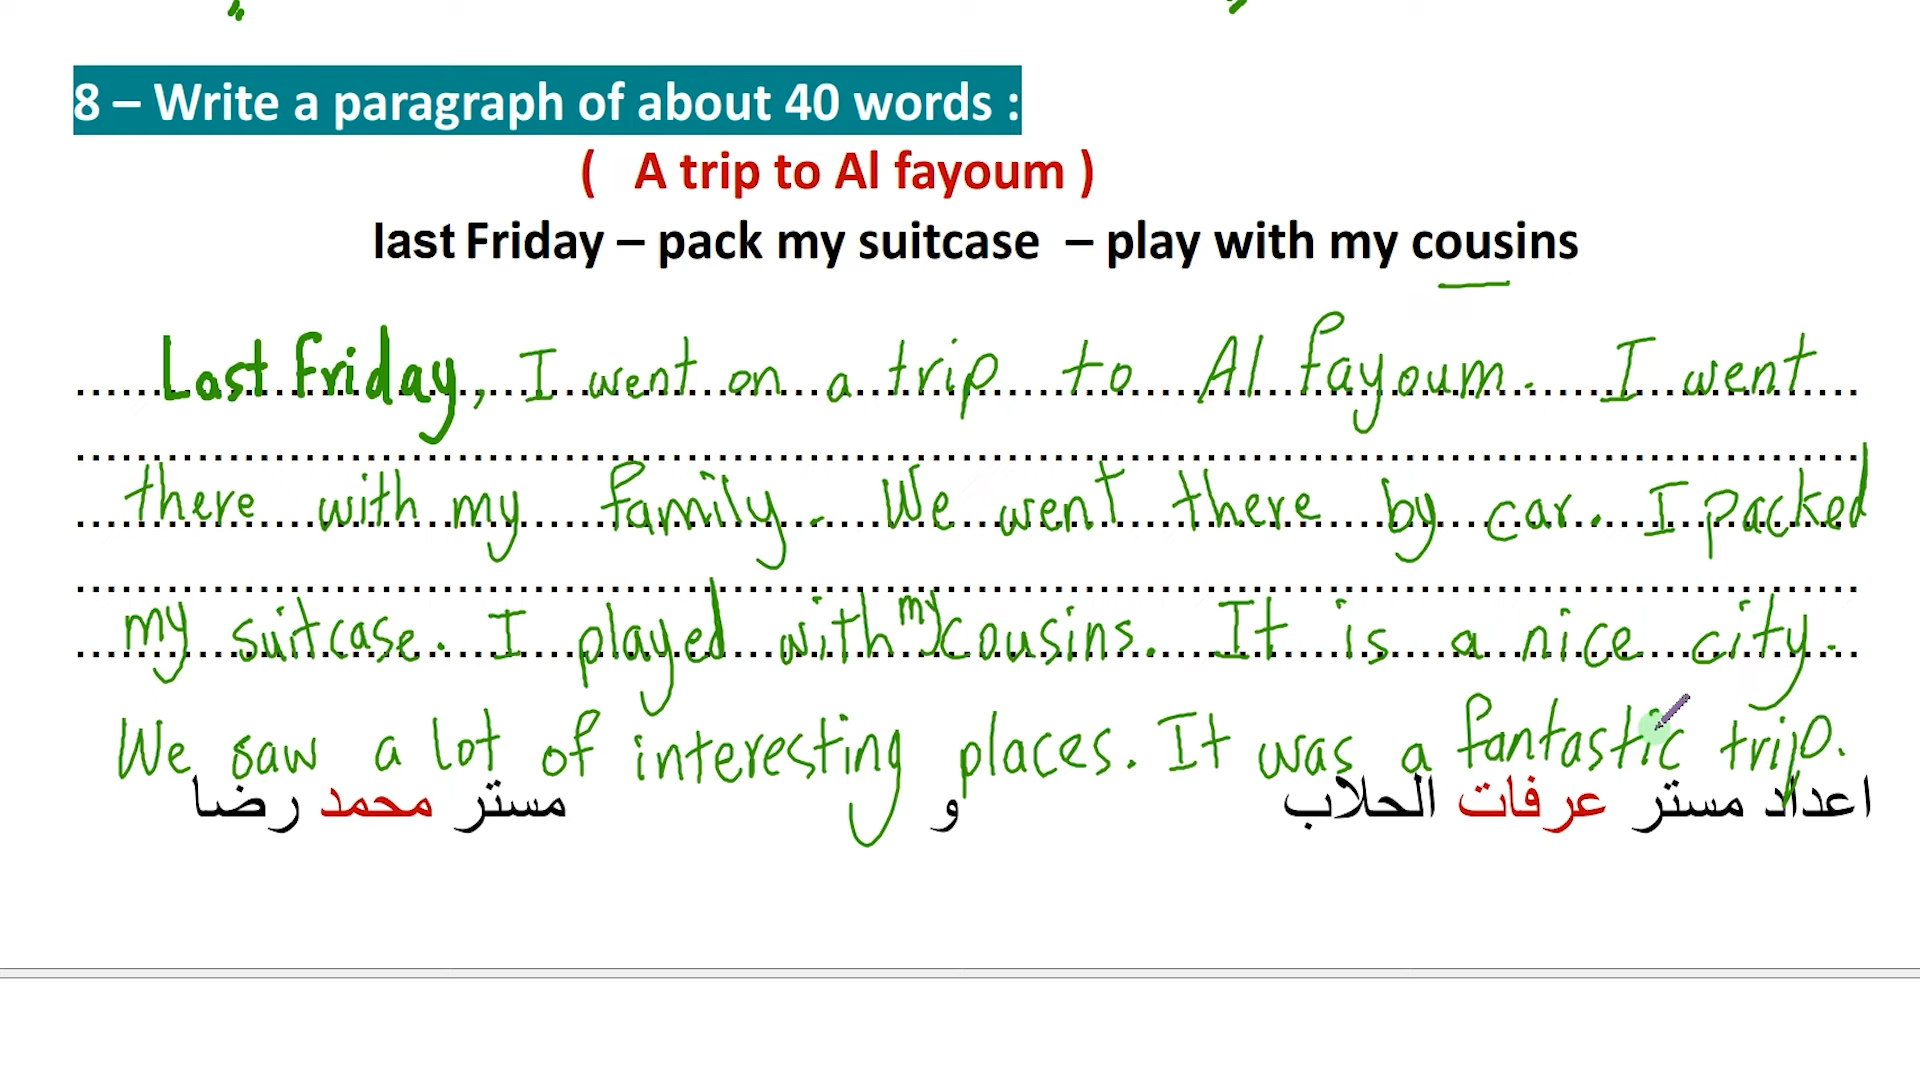 8 – Write a paragraph of about 40 words :
( A trip to Al fayoum )
last Friday – pack my suitcase – play with my cousins
Last Friday, I went on a trip to Al fayoum. I went
there with my family. We went there by car. I packed
my suitcase. I played with my cousins. It is a nice city.
We saw a lot of interesting places. It was a fantastic trip.
اعداد مستر عرفات الحلاب و مستر محمد رضا